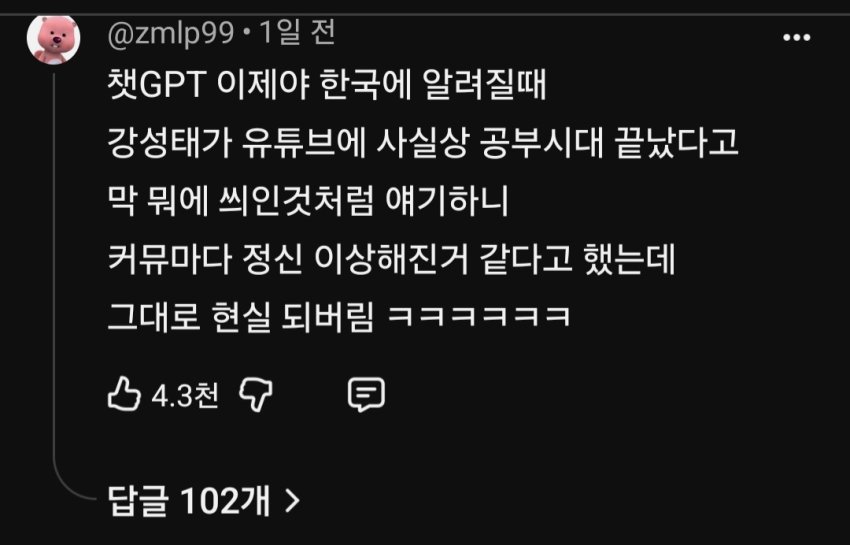 @zmlp99 • 1일 전
챗GPT 이제야 한국에 알려질때
강성태가 유튜브에 사실상 공부시대 끝났다고
막 뭐에 씌인것처럼 얘기하니
커뮤마다 정신 이상해진거 같다고 했는데
그대로 현실 되버림 ㅋㅋㅋㅋㅋㅋ
4.3천
답글 102개 >